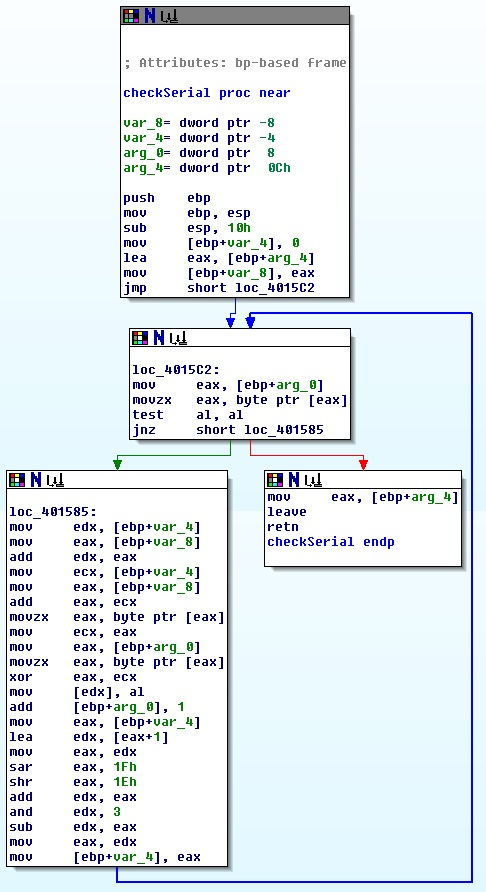 ; Attributes: bp-based frame
checkSerial proc near
var_8= dword ptr -8
var_4= dword ptr -4
arg_0= dword ptr  8
arg_4= dword ptr  0Ch
push    ebp
mov     ebp, esp
sub     esp, 10h
mov     [ebp+var_4], 0
lea     eax, [ebp+arg_4]
mov     [ebp+var_8], eax
jmp     short loc_4015C2
loc_4015C2:
mov     eax, [ebp+arg_0]
movzx   eax, byte ptr [eax]
test    al, al
jnz     short loc_401585
loc_401585:
mov     edx, [ebp+var_4]
mov     eax, [ebp+var_8]
add     edx, eax
mov     ecx, [ebp+var_4]
mov     eax, [ebp+var_8]
add     eax, ecx
movzx   eax, byte ptr [eax]
mov     ecx, eax
mov     eax, [ebp+arg_0]
movzx   eax, byte ptr [eax]
xor     eax, ecx
mov     [edx], al
add     [ebp+arg_0], 1
mov     eax, [ebp+var_4]
lea     edx, [eax+1]
mov     eax, edx
sar     eax, 1Fh
shr     eax, 1Eh
add     edx, eax
and     edx, 3
sub     edx, eax
mov     eax, edx
mov     [ebp+var_4], eax
mov     eax, [ebp+arg_4]
leave
retn
checkSerial endp